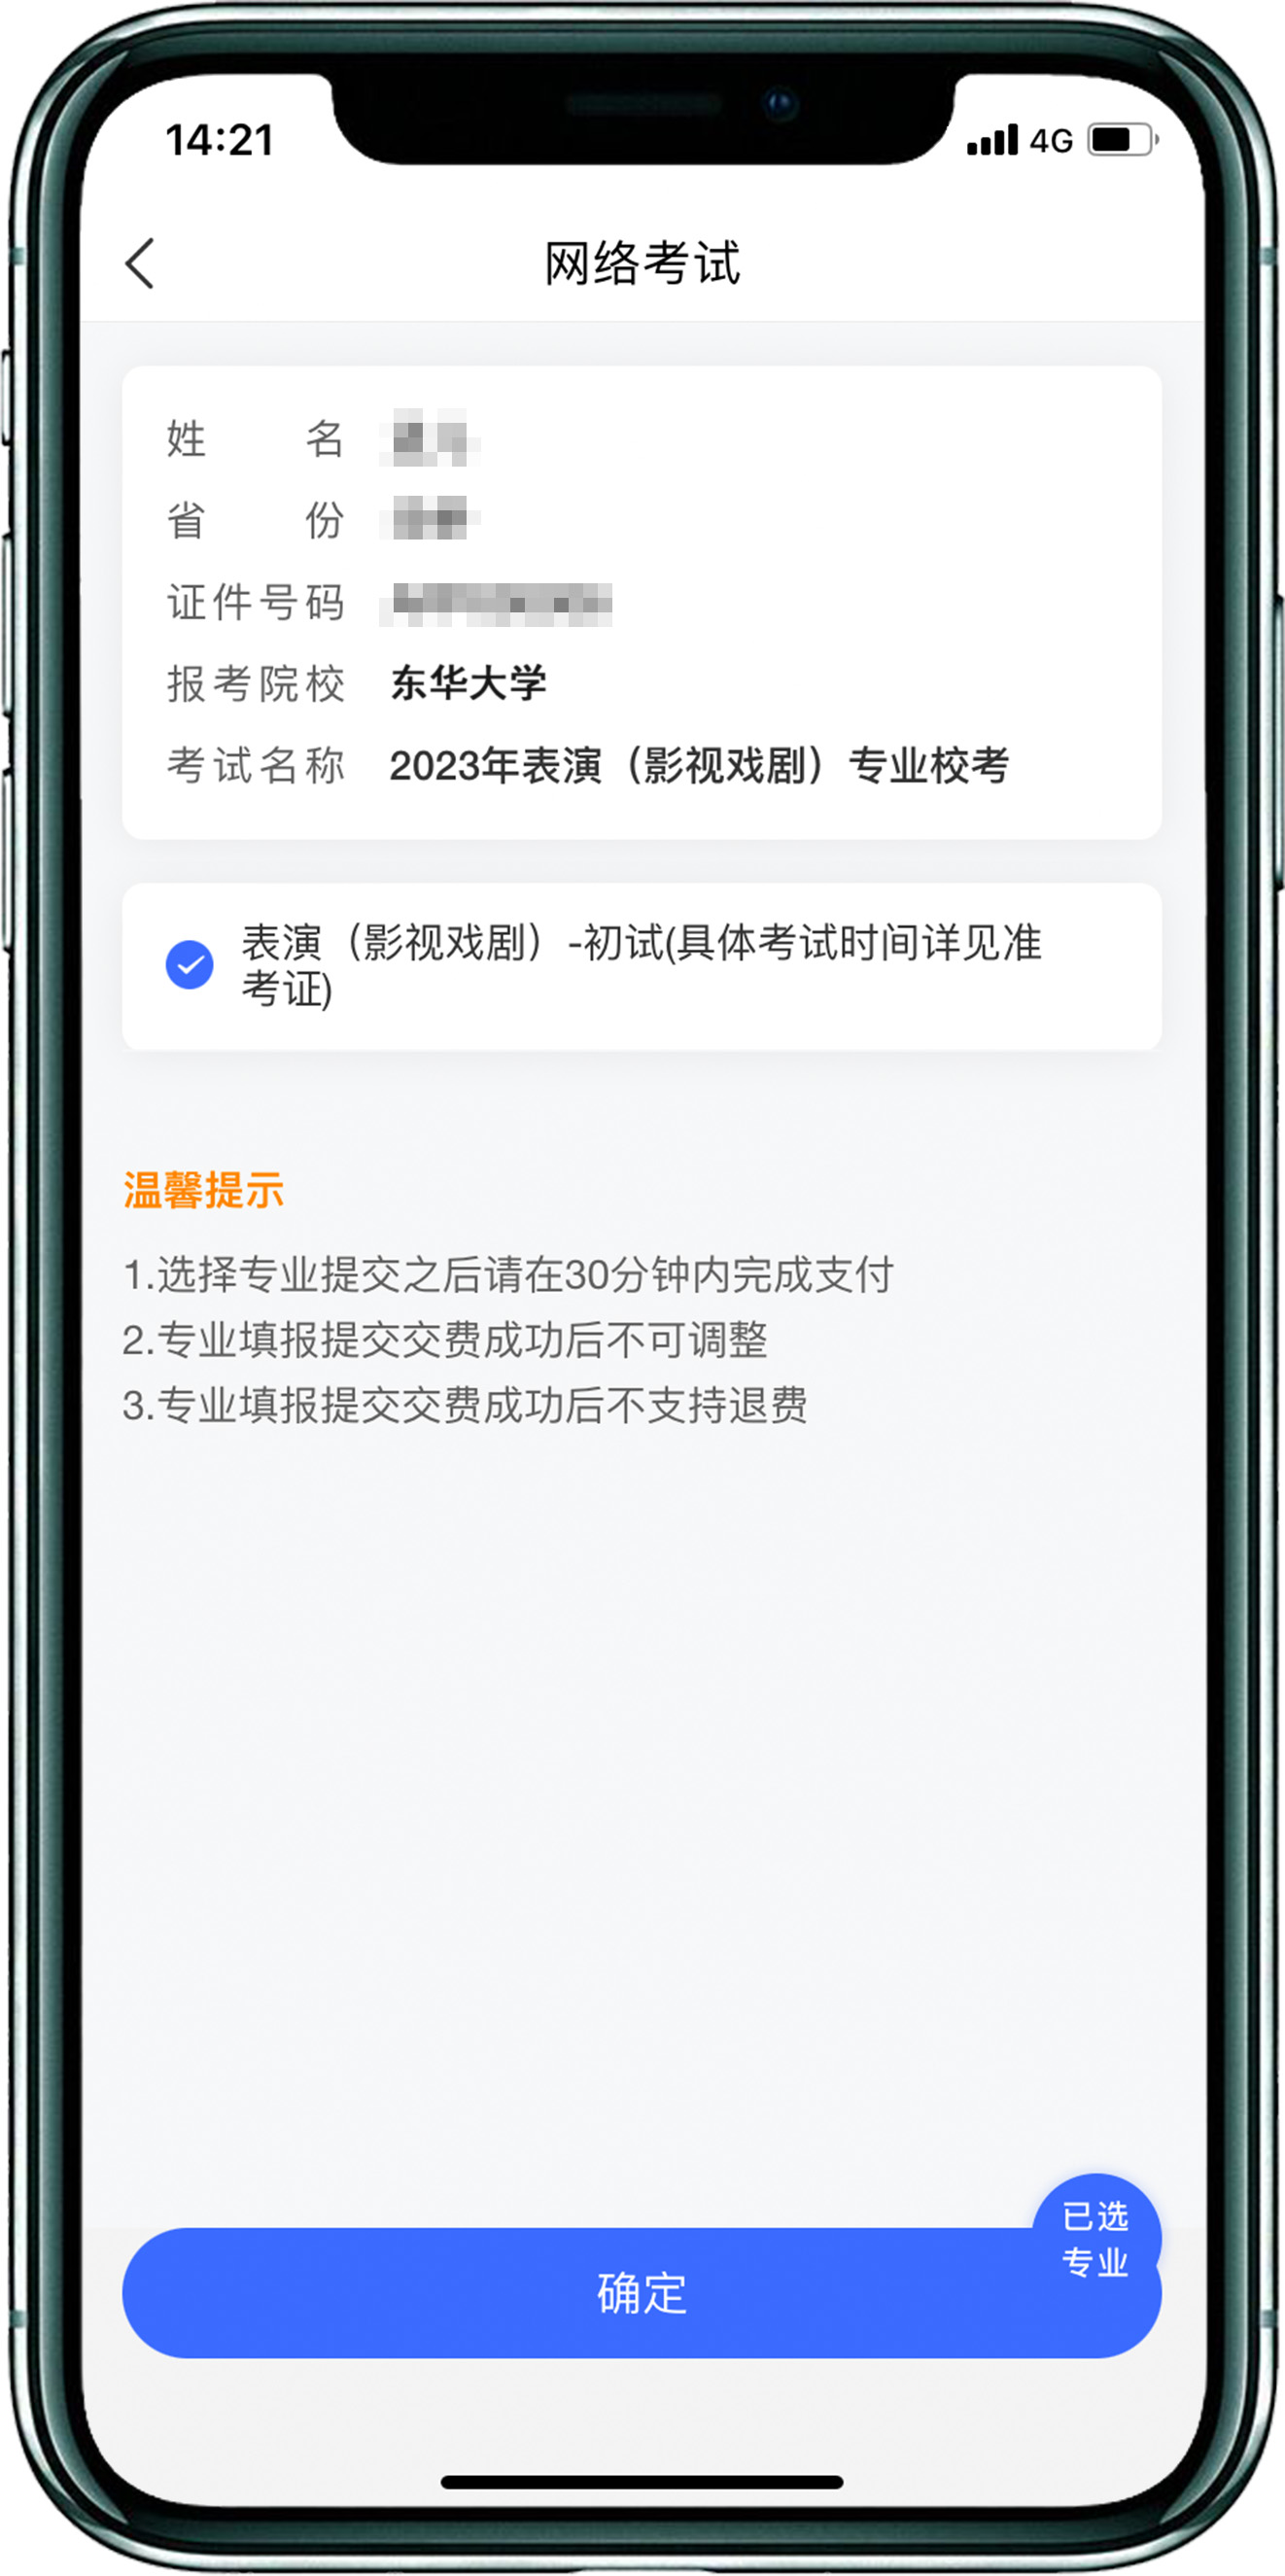 14:21
4G
网络考试
姓名
省份
证件号码
报考院校 东华大学
考试名称 2023年表演（影视戏剧）专业校考
表演（影视戏剧）-初试(具体考试时间详见准
考证)
温馨提示
1.选择专业提交之后请在30分钟内完成支付
2.专业填报提交交费成功后不可调整
3.专业填报提交交费成功后不支持退费
已选
专业
确定